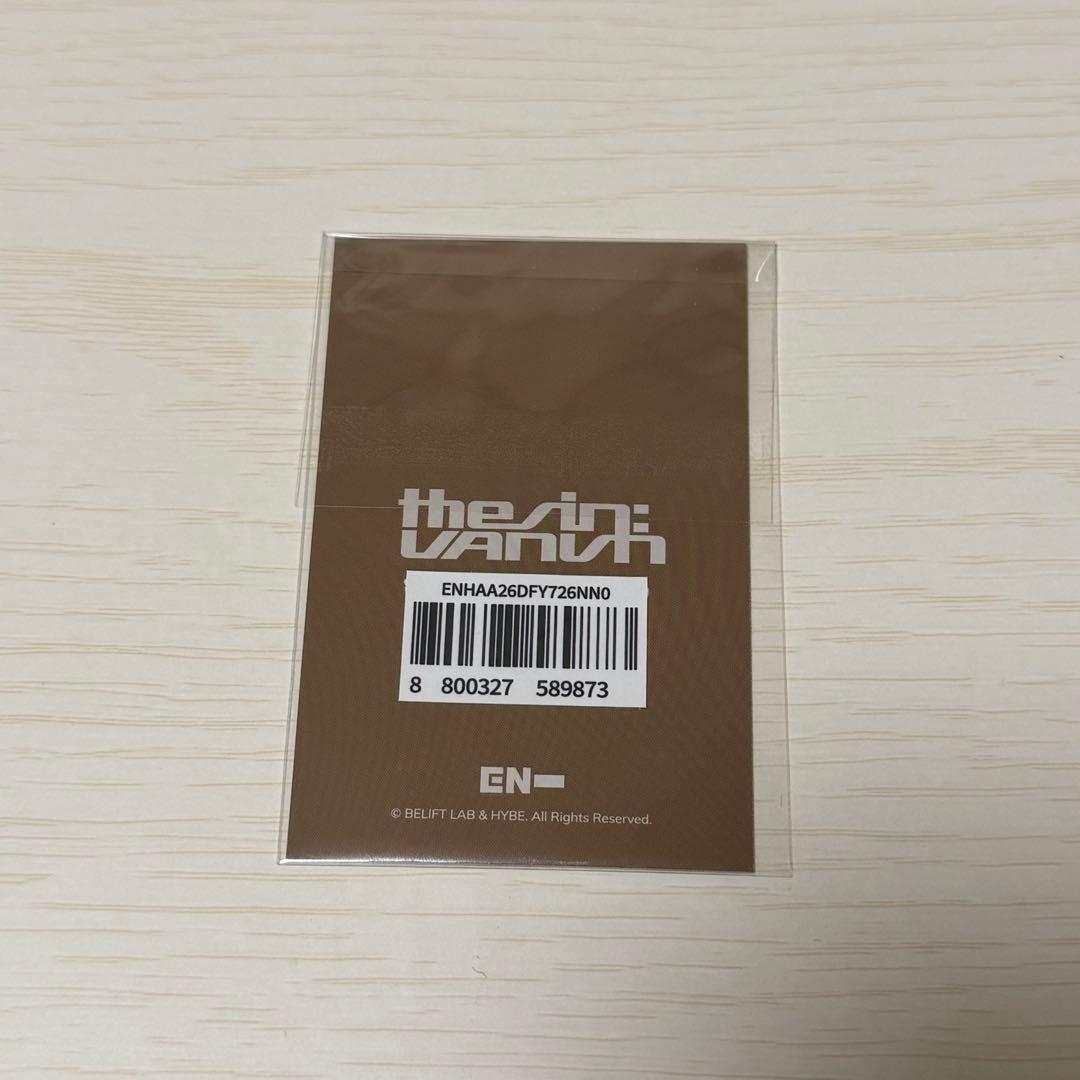 the sin:
vanish
ENHAA26DFY726NN0
8 800327 589873
EN-
© BELIFT LAB & HYBE. All Rights Reserved.